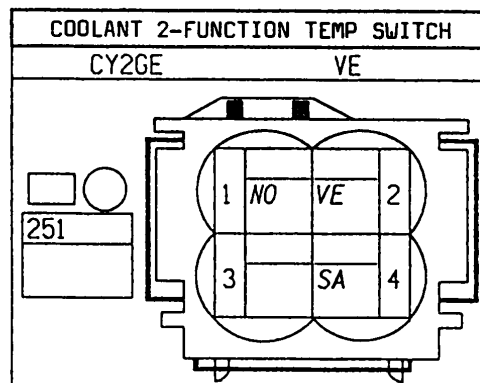 COOLANT 2-FUNCTION TEMP SWITCH
CY2GE VE
1 NO VE 2
251
3 SA 4